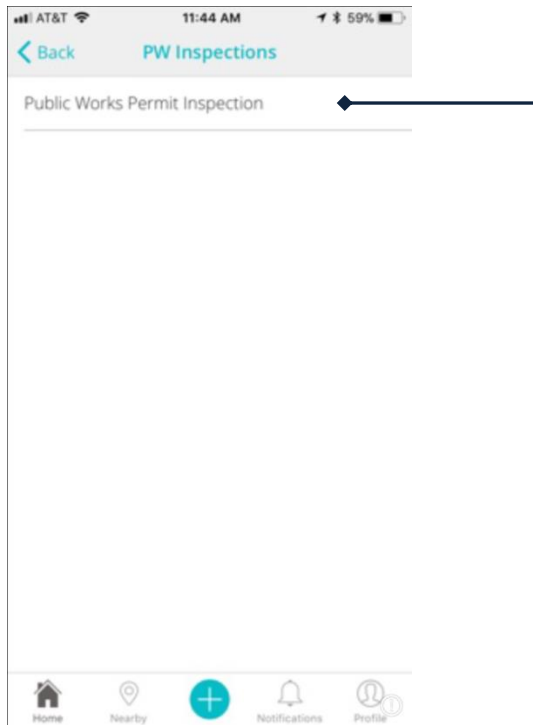 AT&T 11:44 AM 59%
Back PW Inspections
Public Works Permit Inspection
Home Nearby Notifications Profile